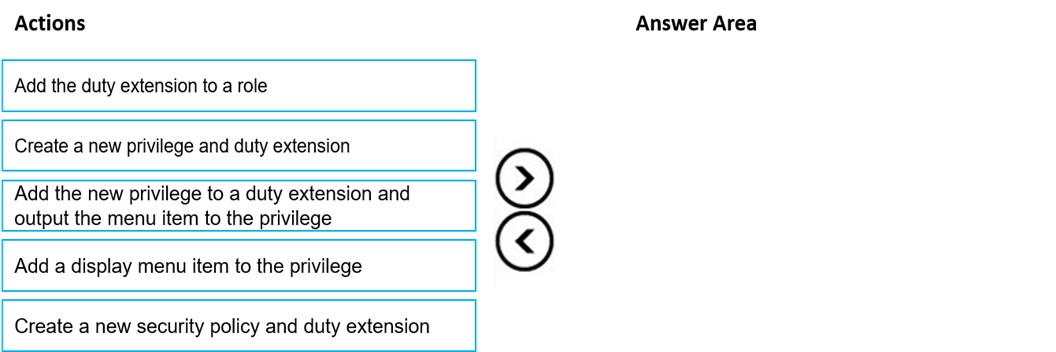 Actions
Answer Area
Add the duty extension to a role
Create a new privilege and duty extension
Add the new privilege to a duty extension and
output the menu item to the privilege
Add a display menu item to the privilege
Create a new security policy and duty extension